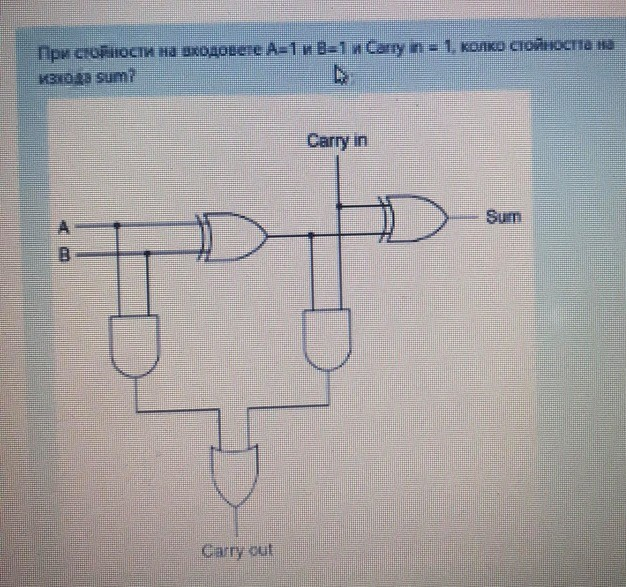 При стойности на входовете A=1 и B=1 и Carry in = 1, колко стойността на
изхода sum?
Carry in
A
Sum
B
Carry out